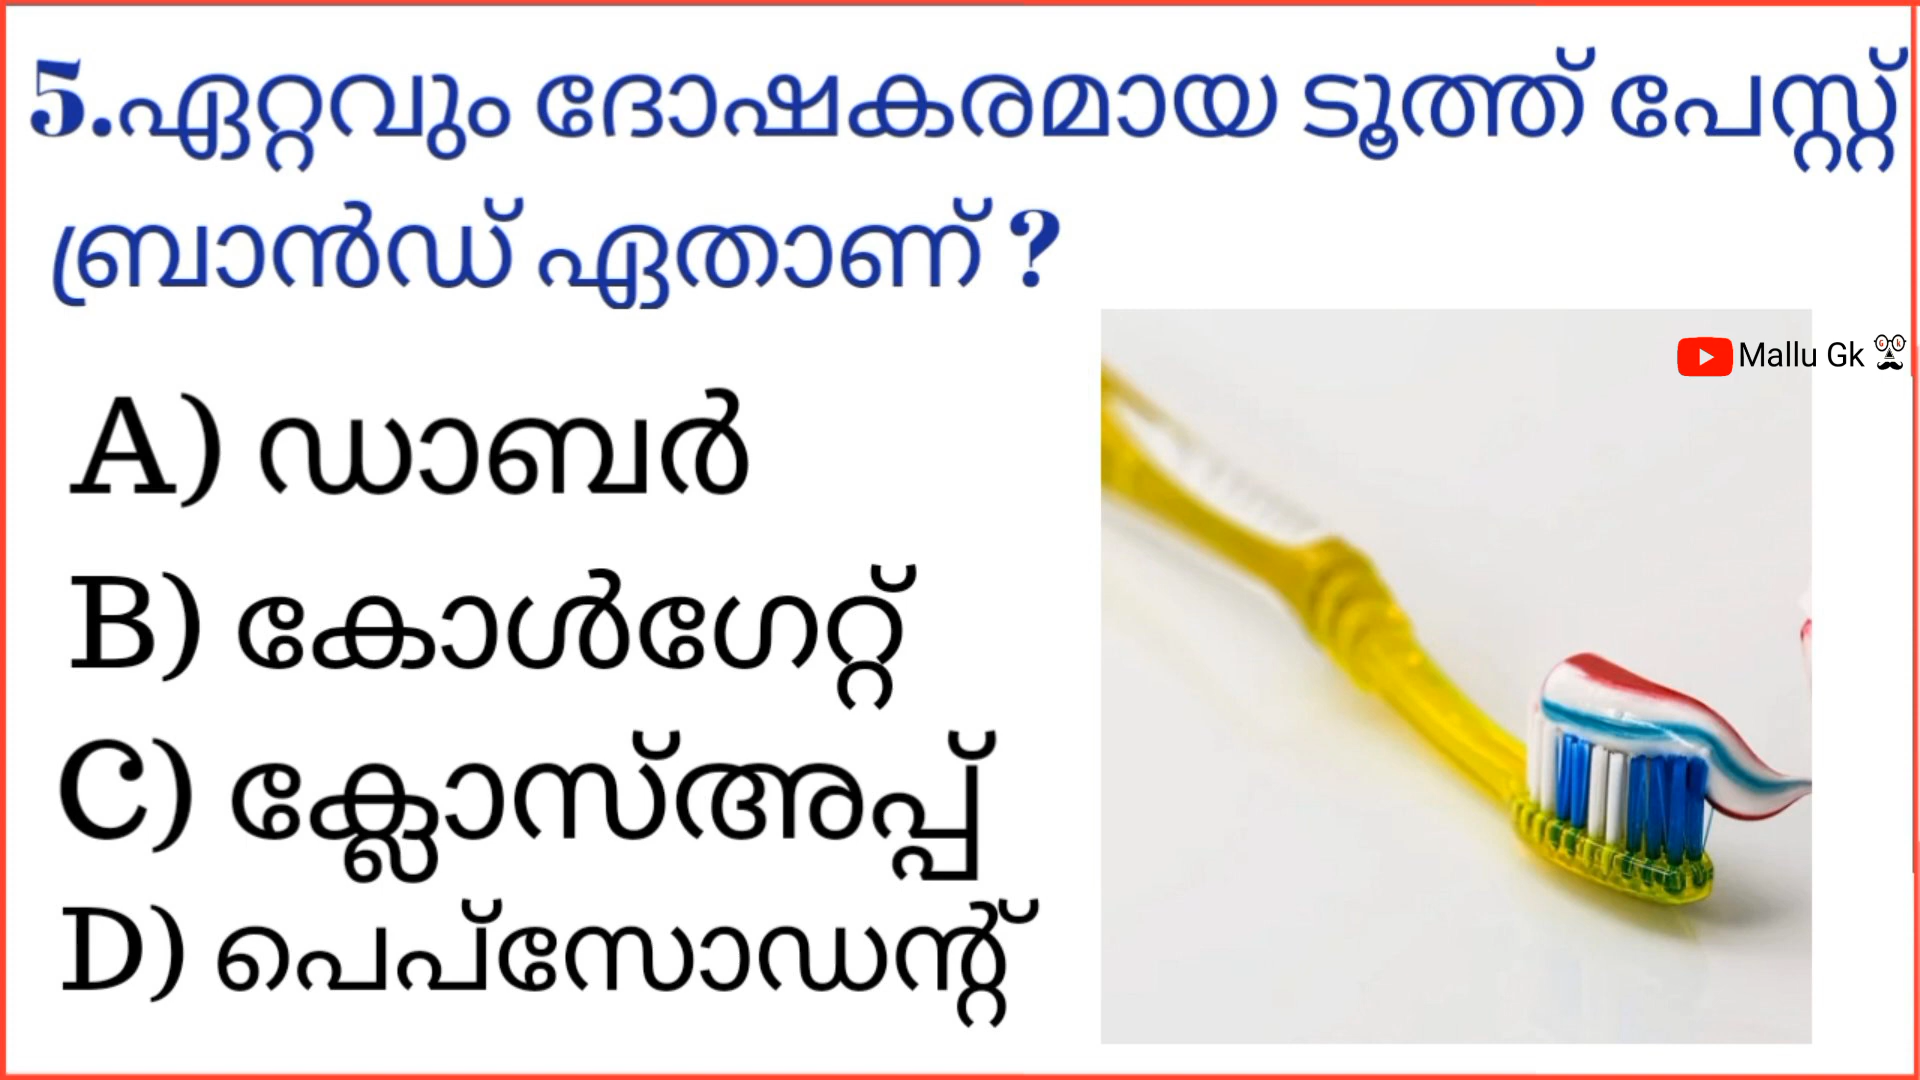 5.ഏറ്റവും ദോഷകരമായ ടൂത്ത് പേസ്റ്റ്
ബ്രാൻഡ് ഏതാണ് ?
Mallu Gk
A) ഡാബർ
B) കോൾഗേറ്റ്
C) ക്ലോസ്അപ്പ്
D) പെപ്സോഡന്റ്